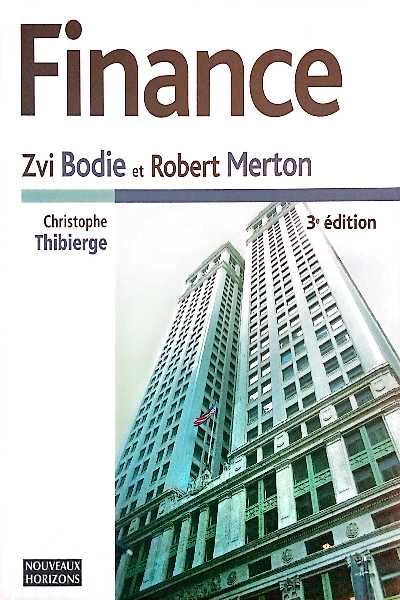 Finance
Zvi Bodie et Robert Merton
Christophe
Thibierge
3e édition
NOUVEAUX
HORIZONS